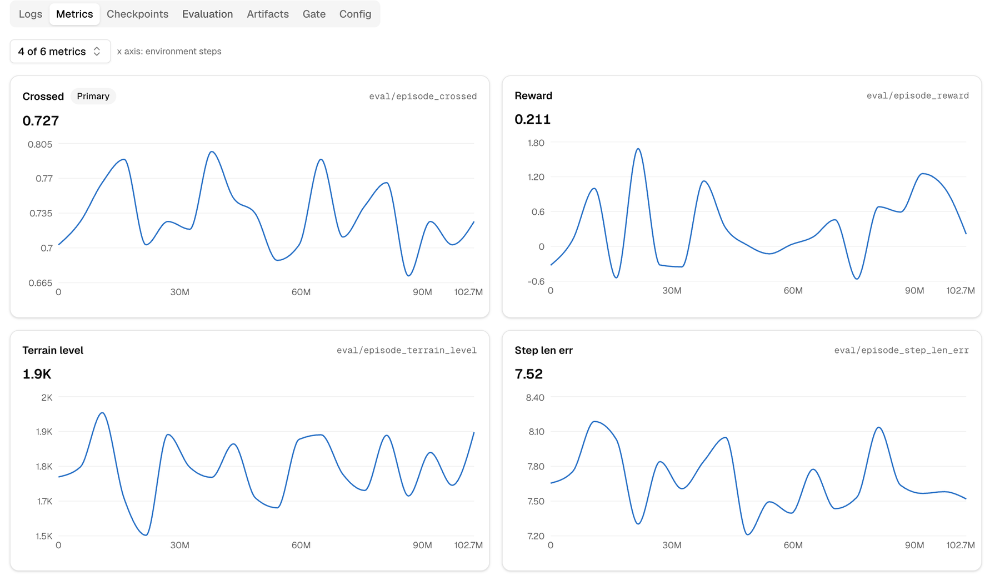 Logs Metrics Checkpoints Evaluation Artifacts Gate Config
4 of 6 metrics x axis: environment steps
Crossed Primary eval/episode_crossed
0.727
0.805
0.77
0.735
0.7
0.665
0 30M 60M 90M 102.7M
Reward eval/episode_reward
0.211
1.80
1.20
0.6
0
-0.6
0 30M 60M 90M 102.7M
Terrain level eval/episode_terrain_level
1.9K
2K
1.9K
1.8K
1.7K
1.5K
0 30M 60M 90M 102.7M
Step len err eval/episode_step_len_err
7.52
8.40
8.10
7.80
7.50
7.20
0 30M 60M 90M 102.7M